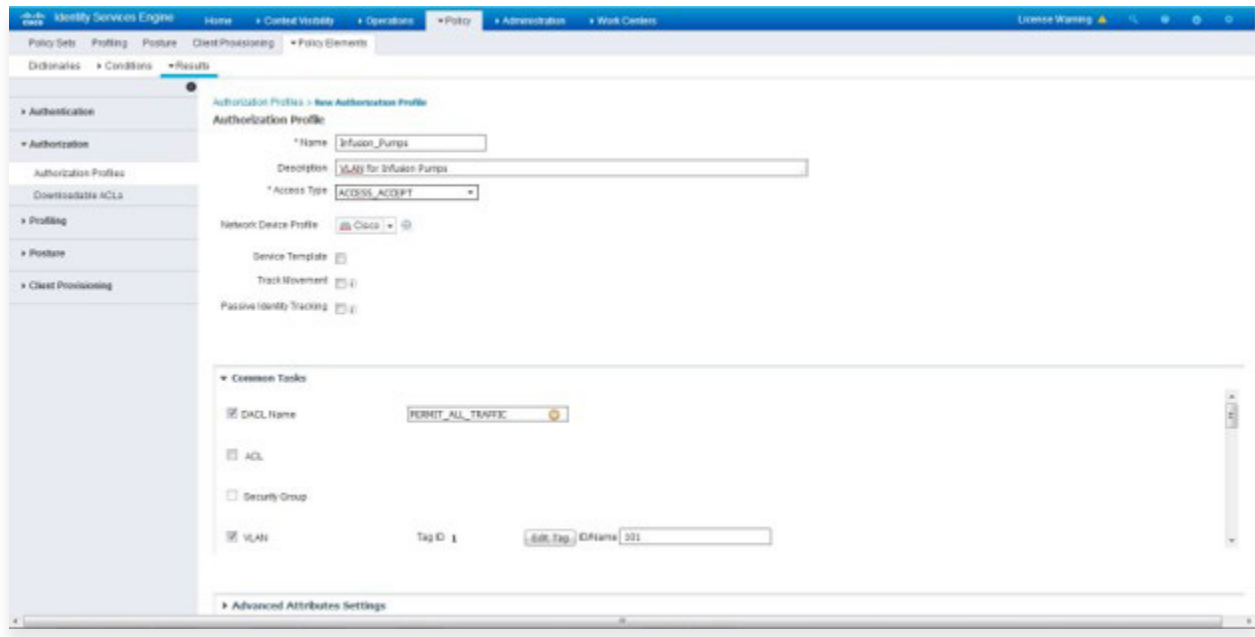 cisco Identity Services Engine Home Context Visibility Operations Policy Administration Work Centers License Warning
Policy Sets Profiling Posture Client Provisioning Policy Elements
Dictionaries Conditions Results
Authentication
Authorization
Authorization Profiles
Downloadable ACLs
Profiling
Posture
Client Provisioning
Authorization Profiles > New Authorization Profile
Authorization Profile
* Name Infusion_Pumps
Description VLAN for Infusion Pumps
* Access Type ACCESS_ACCEPT
Network Device Profile Cisco
Service Template
Track Movement
Passive Identity Tracking
Common Tasks
DACL Name PERMIT_ALL_TRAFFIC
ACL
Security Group
VLAN Tag ID 1 Edit Tag ID/Name 101
Advanced Attributes Settings